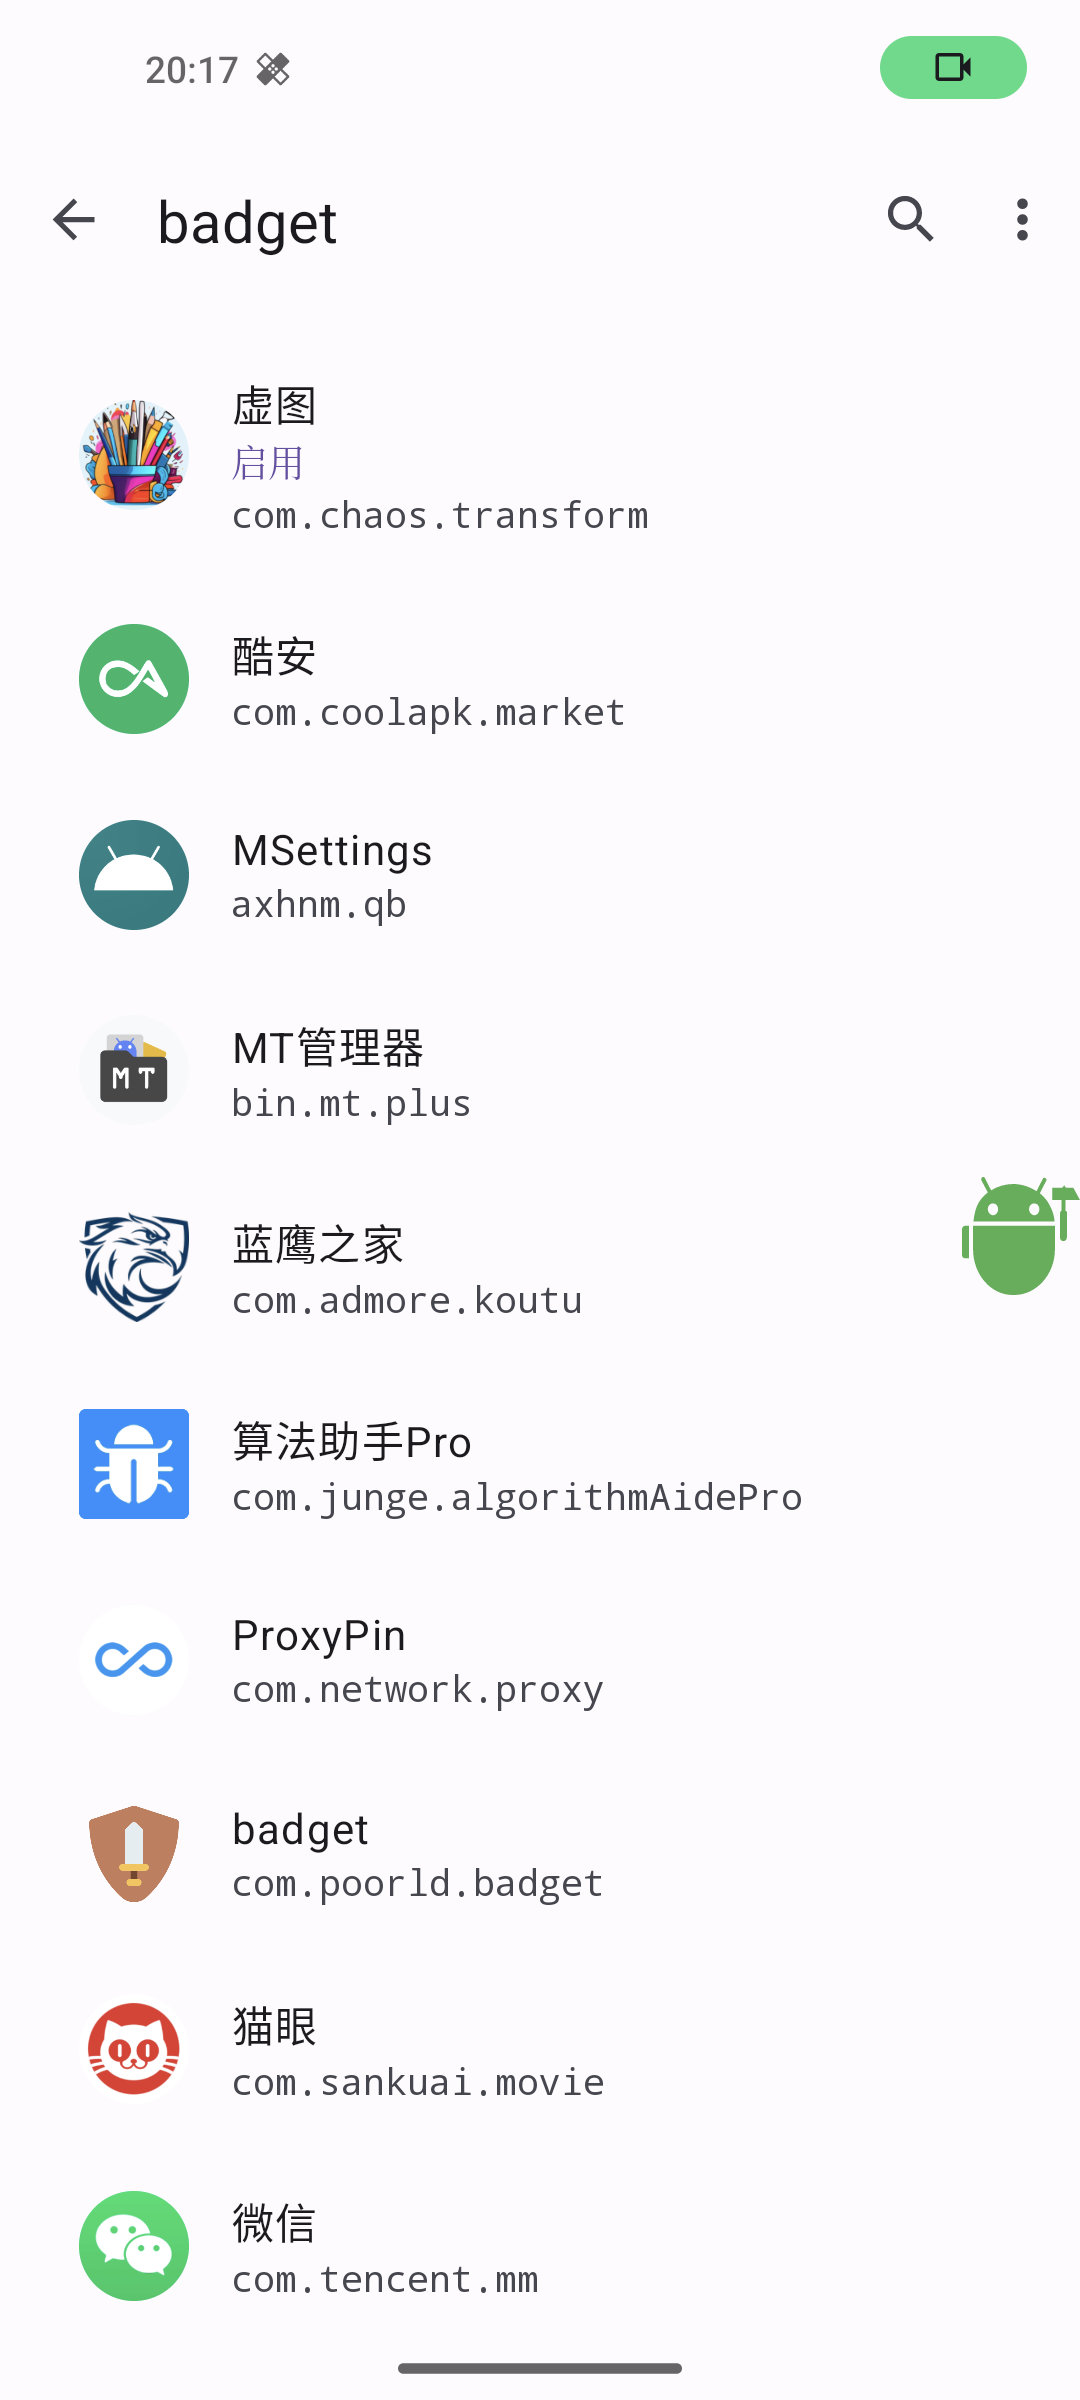 20:17
badget
虚图
启用
com.chaos.transform
酷安
com.coolapk.market
MSettings
axhnm.qb
MT管理器
bin.mt.plus
MT
蓝鹰之家
com.admore.koutu
算法助手Pro
com.junge.algorithmAidePro
ProxyPin
com.network.proxy
badget
com.poorld.badget
猫眼
com.sankuai.movie
微信
com.tencent.mm